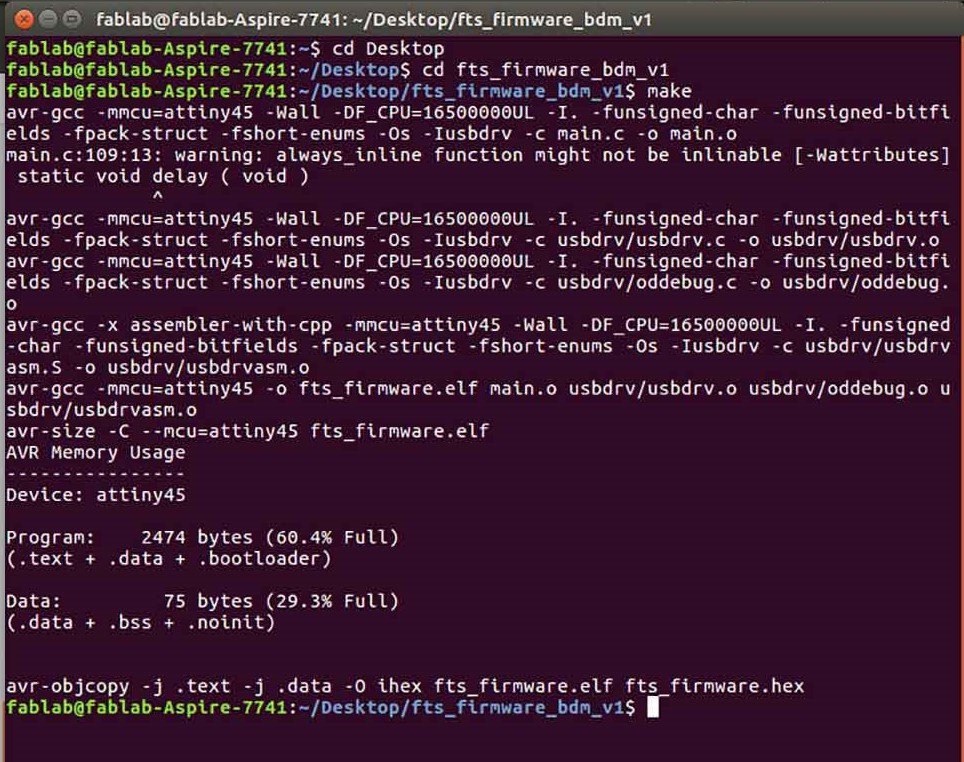 fablab@fablab-Aspire-7741: ~/Desktop/fts_firmware_bdm_v1
fablab@fablab-Aspire-7741:~$ cd Desktop
fablab@fablab-Aspire-7741:~/Desktop$ cd fts_firmware_bdm_v1
fablab@fablab-Aspire-7741:~/Desktop/fts_firmware_bdm_v1$ make
avr-gcc -mmcu=attiny45 -Wall -DF_CPU=16500000UL -I. -funsigned-char -funsigned-bitfi
elds -fpack-struct -fshort-enums -Os -Iusbdrv -c main.c -o main.o
main.c:109:13: warning: always_inline function might not be inlinable [-Wattributes]
 static void delay ( void )
             ^
avr-gcc -mmcu=attiny45 -Wall -DF_CPU=16500000UL -I. -funsigned-char -funsigned-bitfi
elds -fpack-struct -fshort-enums -Os -Iusbdrv -c usbdrv/usbdrv.c -o usbdrv/usbdrv.o
avr-gcc -mmcu=attiny45 -Wall -DF_CPU=16500000UL -I. -funsigned-char -funsigned-bitfi
elds -fpack-struct -fshort-enums -Os -Iusbdrv -c usbdrv/oddebug.c -o usbdrv/oddebug.
o
avr-gcc -x assembler-with-cpp -mmcu=attiny45 -Wall -DF_CPU=16500000UL -I. -funsigned
-char -funsigned-bitfields -fpack-struct -fshort-enums -Os -Iusbdrv -c usbdrv/usbdrv
asm.S -o usbdrv/usbdrvasm.o
avr-gcc -mmcu=attiny45 -o fts_firmware.elf main.o usbdrv/usbdrv.o usbdrv/oddebug.o u
sbdrv/usbdrvasm.o
avr-size -C --mcu=attiny45 fts_firmware.elf
AVR Memory Usage
----------------
Device: attiny45

Program:    2474 bytes (60.4% Full)
(.text + .data + .bootloader)

Data:         75 bytes (29.3% Full)
(.data + .bss + .noinit)


avr-objcopy -j .text -j .data -O ihex fts_firmware.elf fts_firmware.hex
fablab@fablab-Aspire-7741:~/Desktop/fts_firmware_bdm_v1$